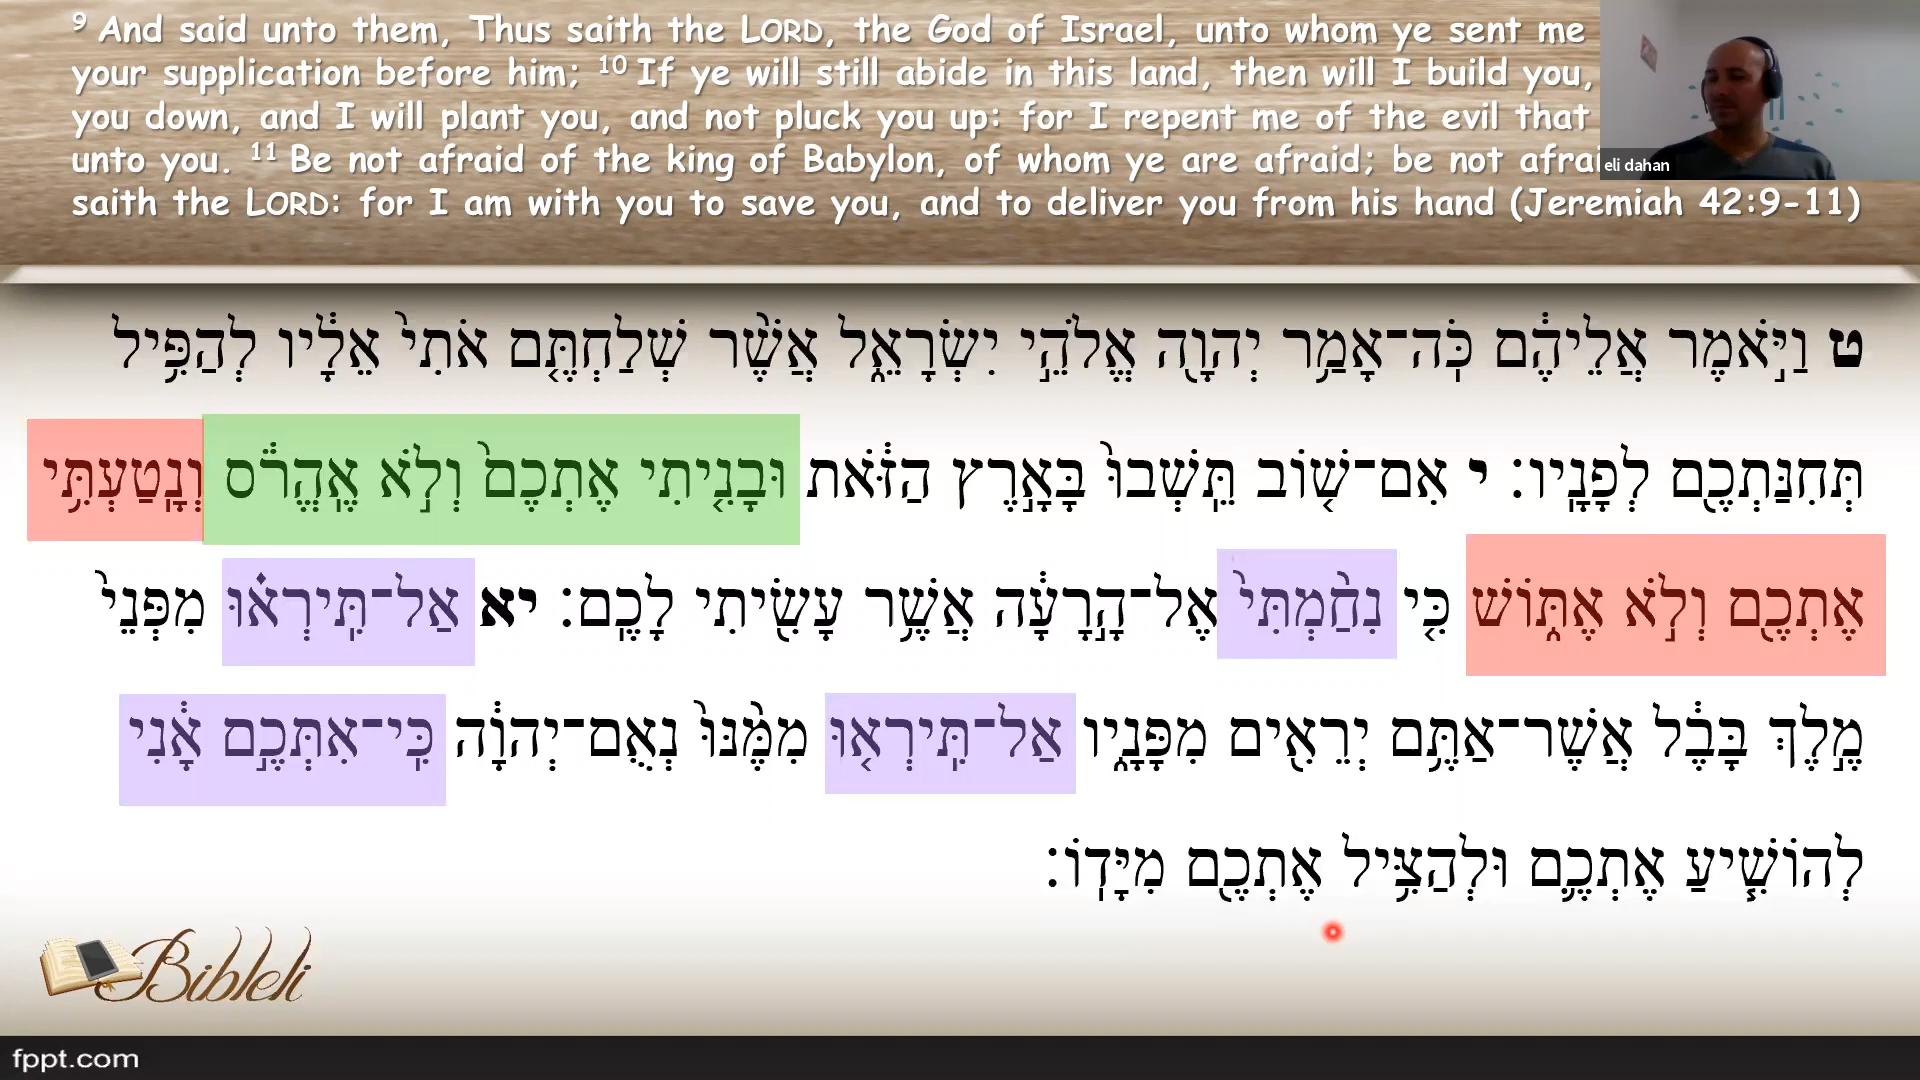 ⁹ And said unto them, Thus saith the LORD, the God of Israel, unto whom ye sent me
your supplication before him; ¹⁰ If ye will still abide in this land, then will I build you,
you down, and I will plant you, and not pluck you up: for I repent me of the evil that
unto you. ¹¹ Be not afraid of the king of Babylon, of whom ye are afraid; be not afrai
saith the LORD: for I am with you to save you, and to deliver you from his hand (Jeremiah 42:9-11)
eli dahan
ט וַיֹּ֣אמֶר אֲלֵיהֶ֔ם כֹּֽה־אָמַ֥ר יְהוָ֖ה אֱלֹהֵ֣י יִשְׂרָאֵ֑ל אֲשֶׁ֨ר שְׁלַחְתֶּ֤ם אֹתִי֙ אֵלָ֔יו לְהַפִּ֥יל
תְּחִנַּתְכֶ֖ם לְפָנָֽיו׃ י אִם־שׁ֤וֹב תֵּֽשְׁבוּ֙ בָּאָ֣רֶץ הַזֹּ֔את וּבָנִ֤יתִי אֶתְכֶם֙ וְלֹ֣א אֶֽהֱרֹ֔ס וְנָטַעְתִּ֥י
אֶתְכֶ֖ם וְלֹ֣א אֶתּ֑וֹשׁ כִּ֤י נִחַ֙מְתִּי֙ אֶל־הָ֣רָעָ֔ה אֲשֶׁ֥ר עָשִׂ֖יתִי לָכֶֽם׃ יא אַל־תִּֽירְא֗וּ מִפְּנֵי֙
מֶ֣לֶךְ בָּבֶ֔ל אֲשֶׁר־אַתֶּ֥ם יְרֵאִ֖ים מִפָּנָ֑יו אַל־תִּֽירְא֤וּ מִמֶּ֙נּוּ֙ נְאֻם־יְהוָ֔ה כִּֽי־אִתְּכֶ֣ם אָ֔נִי
לְהוֹשִׁ֧יעַ אֶתְכֶ֛ם וּלְהַצִּ֥יל אֶתְכֶ֖ם מִיָּדֽוֹ׃
Bibleli
fppt.com